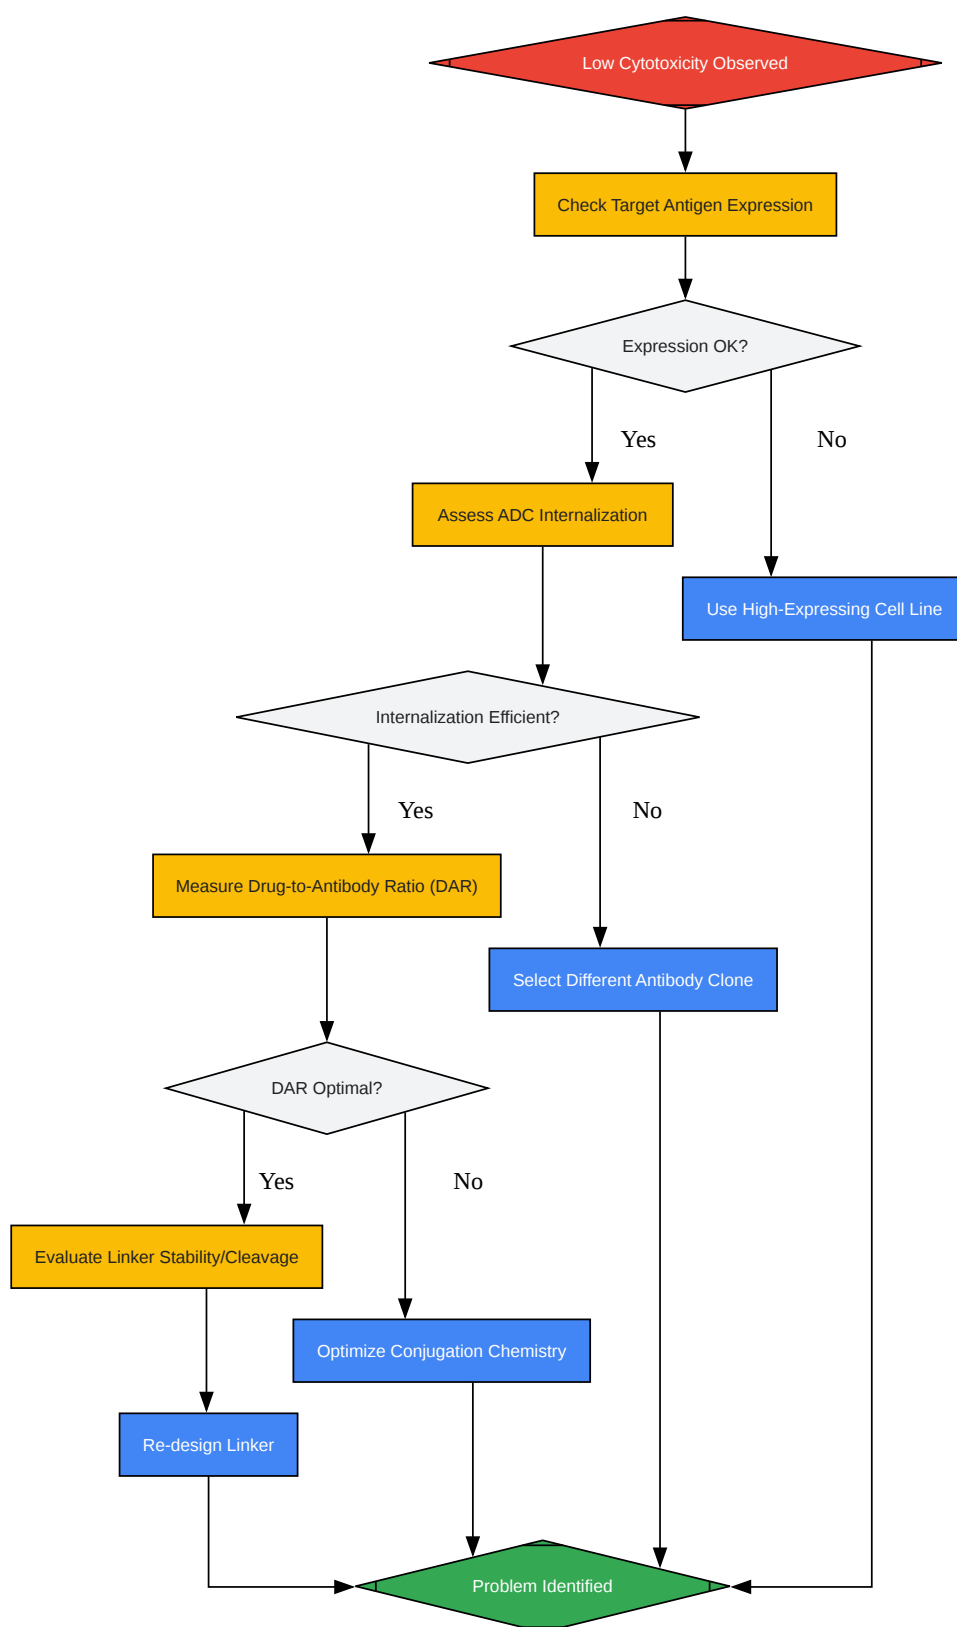 Low Cytotoxicity Observed
Check Target Antigen Expression
Expression OK?
Yes
No
Assess ADC Internalization
Use High-Expressing Cell Line
Internalization Efficient?
Yes
No
Measure Drug-to-Antibody Ratio (DAR)
Select Different Antibody Clone
DAR Optimal?
Yes
No
Evaluate Linker Stability/Cleavage
Optimize Conjugation Chemistry
Re-design Linker
Problem Identified